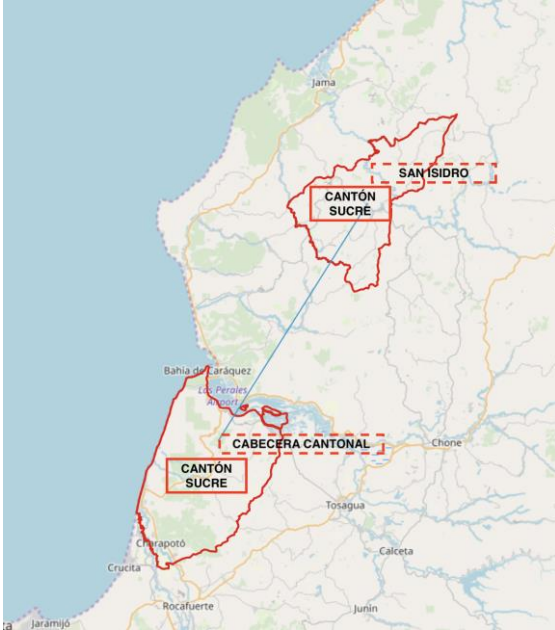 Jama
SAN ISIDRO
CANTÓN
SUCRE
Bahía de Caráquez
Los Perales
Airport
CABECERA CANTONAL
Chone
CANTÓN
SUCRE
Tosagua
Charapotó
Calceta
Crucita
Rocafuerte
Junín
Jaramijó
ta